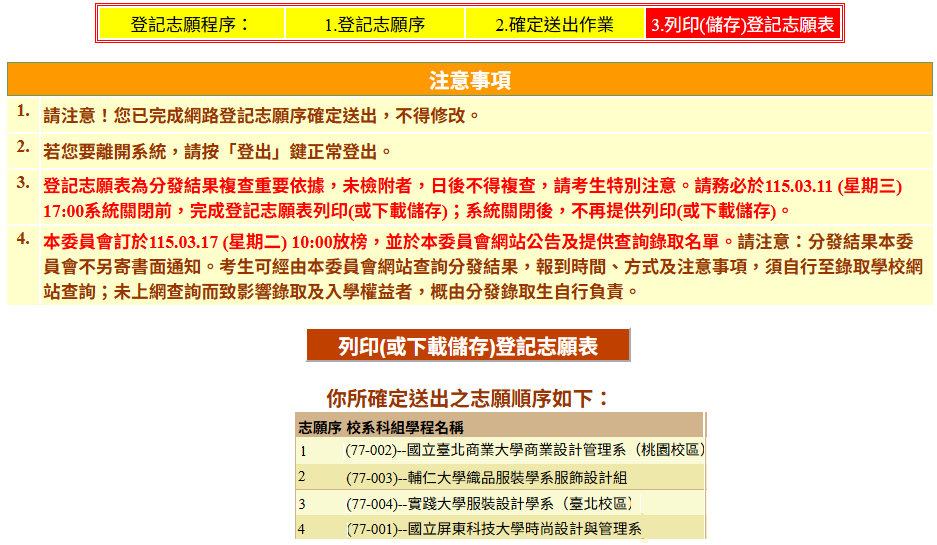 登記志願程序： 1.登記志願序 2.確定送出作業 3.列印(儲存)登記志願表
注意事項
1. 請注意！您已完成網路登記志願序確定送出，不得修改。
2. 若您要離開系統，請按「登出」鍵正常登出。
3. 登記志願表為分發結果複查重要依據，未檢附者，日後不得複查，請考生特別注意。請務必於115.03.11 (星期三)
17:00系統關閉前，完成登記志願表列印(或下載儲存)；系統關閉後，不再提供列印(或下載儲存)。
4. 本委員會訂於115.03.17 (星期二) 10:00放榜，並於本委員會網站公告及提供查詢錄取名單。請注意：分發結果本委
員會不另寄書面通知。考生可經由本委員會網站查詢分發結果，報到時間、方式及注意事項，須自行至錄取學校網
站查詢；未上網查詢而致影響錄取及入學權益者，概由分發錄取生自行負責。
列印(或下載儲存)登記志願表
你所確定送出之志願順序如下：
志願序 校系科組學程名稱
1 (77-002)--國立臺北商業大學商業設計管理系（桃園校區）
2 (77-003)--輔仁大學織品服裝學系服飾設計組
3 (77-004)--實踐大學服裝設計學系（臺北校區）
4 (77-001)--國立屏東科技大學時尚設計與管理系